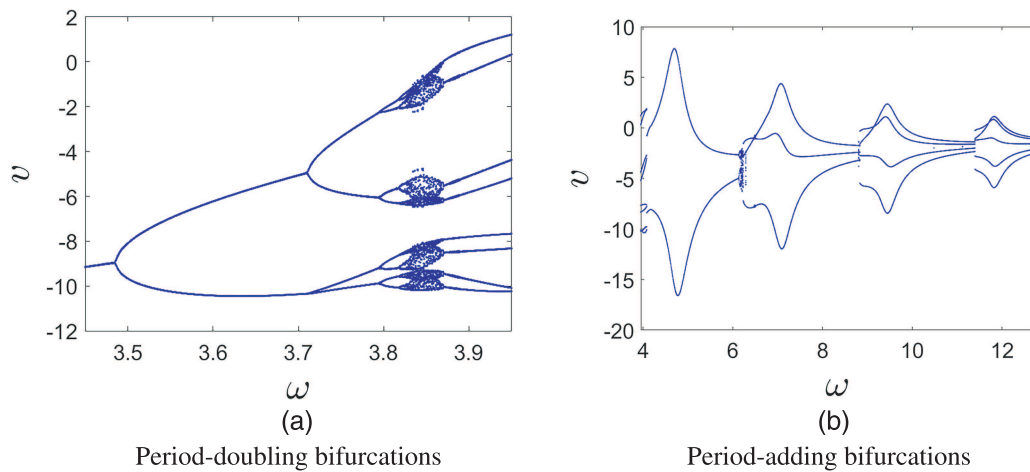 2
0
-2
-4
-6
-8
-10
-12
v
3.5 3.6 3.7 3.8 3.9
ω
(a)
Period-doubling bifurcations
10
5
0
-5
-10
-15
-20
v
4 6 8 10 12
ω
(b)
Period-adding bifurcations